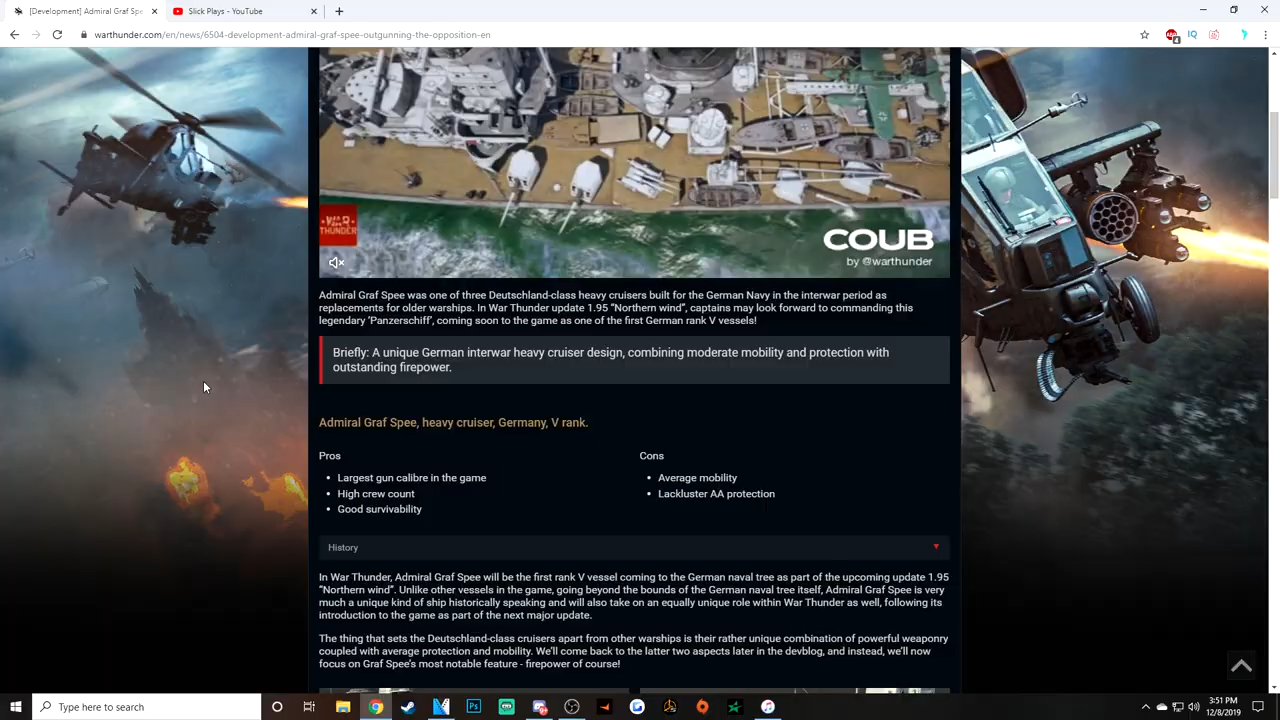 [Development] Admiral Graf Spe
Slick Plays - YouTube
warthunder.com/en/news/6504-development-admiral-graf-spee-outgunning-the-opposition-en
WAR
THUNDER
COUB
by @warthunder
Admiral Graf Spee was one of three Deutschland-class heavy cruisers built for the German Navy in the interwar period as
replacements for older warships. In War Thunder update 1.95 “Northern wind”, captains may look forward to commanding this
legendary ‘Panzerschiff’, coming soon to the game as one of the first German rank V vessels!
Briefly: A unique German interwar heavy cruiser design, combining moderate mobility and protection with
outstanding firepower.
Admiral Graf Spee, heavy cruiser, Germany, V rank.
Pros
Cons
• Largest gun calibre in the game
• Average mobility
• High crew count
• Lackluster AA protection
• Good survivability
History
In War Thunder, Admiral Graf Spee will be the first rank V vessel coming to the German naval tree as part of the upcoming update 1.95
“Northern wind”. Unlike other vessels in the game, going beyond the bounds of the German naval tree itself, Admiral Graf Spee is very
much a unique kind of ship historically speaking and will also take on an equally unique role within War Thunder as well, following its
introduction to the game as part of the next major update.
The thing that sets the Deutschland-class cruisers apart from other warships is their rather unique combination of powerful weaponry
coupled with average protection and mobility. We’ll come back to the latter two aspects later in the devblog, and instead, we’ll now
focus on Graf Spee’s most notable feature - firepower of course!
Type here to search
3:51 PM
12/8/2019